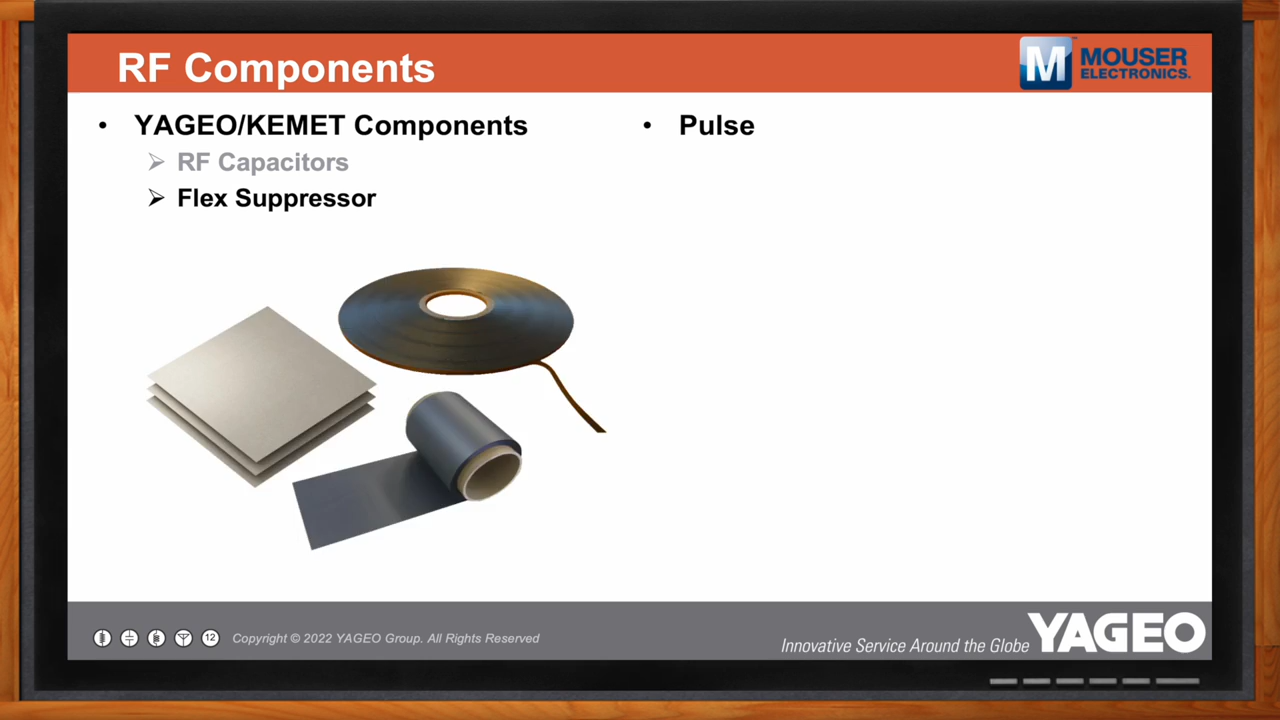 RF Components
M MOUSER
ELECTRONICS.
• YAGEO/KEMET Components
➢ RF Capacitors
➢ Flex Suppressor
• Pulse
12
Copyright © 2022 YAGEO Group. All Rights Reserved
Innovative Service Around the Globe
YAGEO